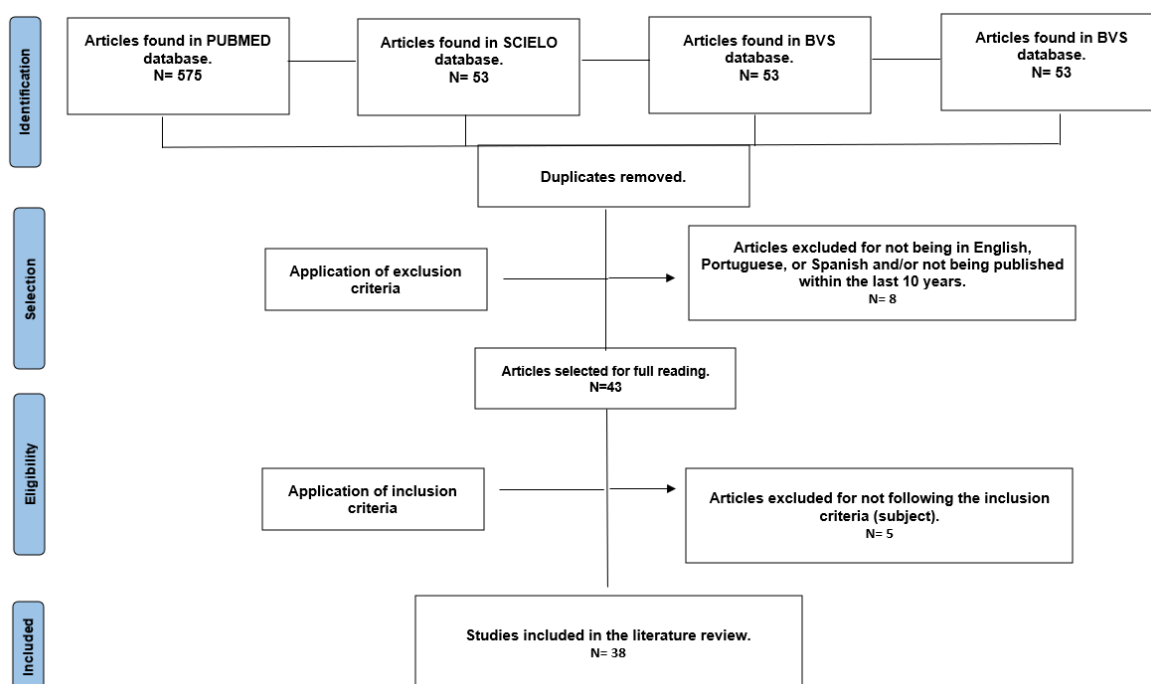 Identification
Articles found in PUBMED
database.
N= 575
Articles found in SCIELO
database.
N= 53
Articles found in BVS
database.
N= 53
Articles found in BVS
database.
N= 53
Duplicates removed.
Selection
Application of exclusion
criteria
Articles excluded for not being in English,
Portuguese, or Spanish and/or not being published
within the last 10 years.
N= 8
Articles selected for full reading.
N=43
Eligibility
Application of inclusion
criteria
Articles excluded for not following the inclusion
criteria (subject).
N= 5
Included
Studies included in the literature review.
N= 38